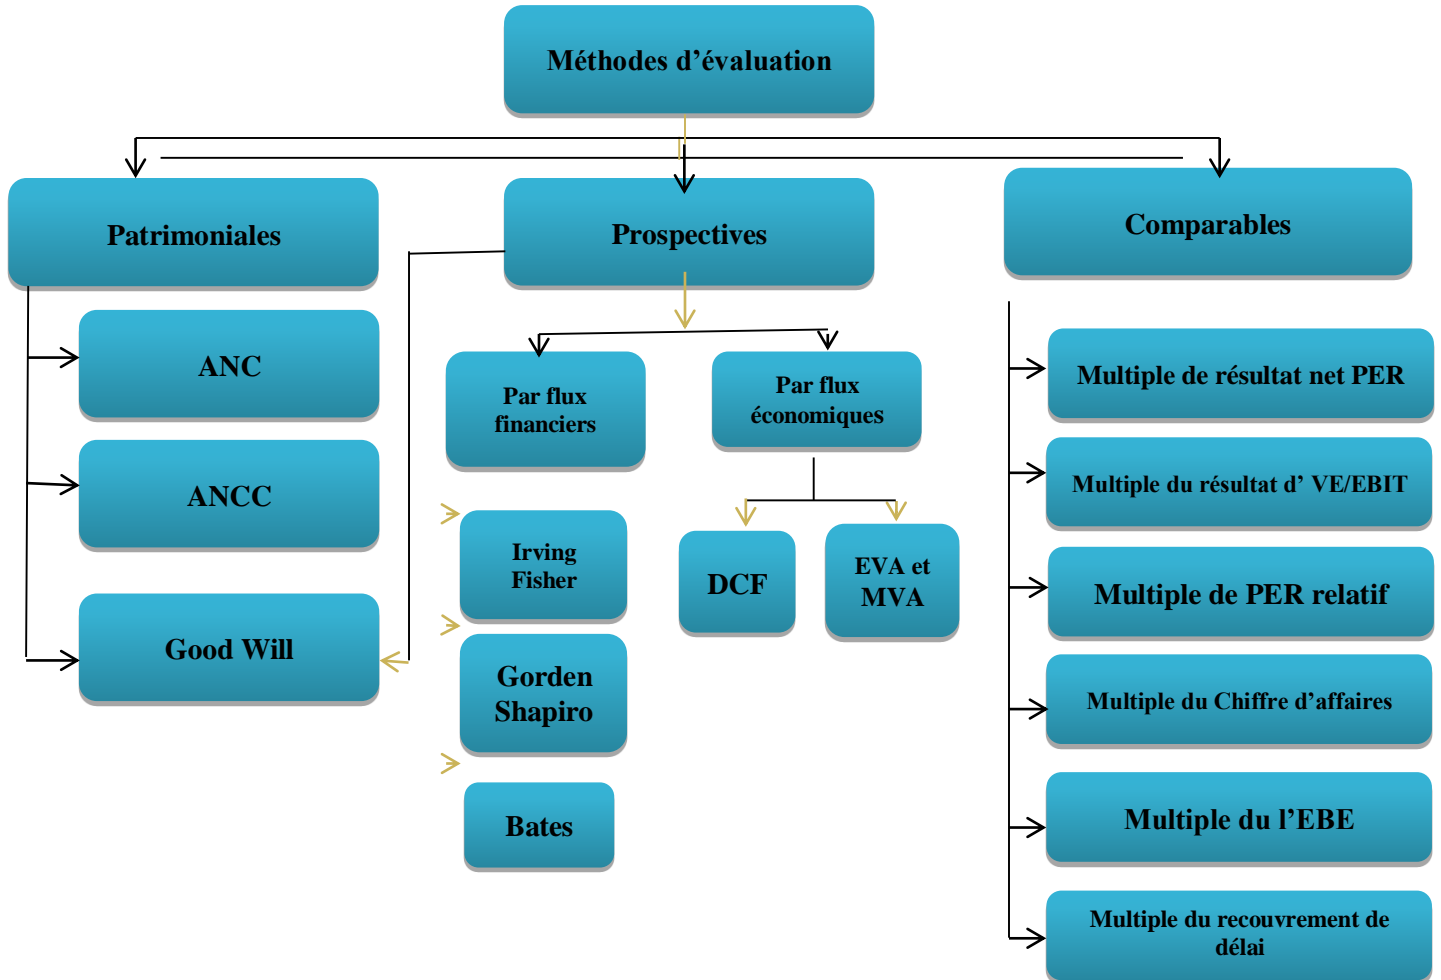 Méthodes d'évaluation
Patrimoniales
Prospectives
Comparables
ANC
ANCC
Good Will
Par flux
financiers
Par flux
économiques
Irving
Fisher
Gorden
Shapiro
Bates
DCF
EVA et
MVA
Multiple de résultat net PER
Multiple du résultat d' VE/EBIT
Multiple de PER relatif
Multiple du Chiffre d'affaires
Multiple du l'EBE
Multiple du recouvrement de
délai